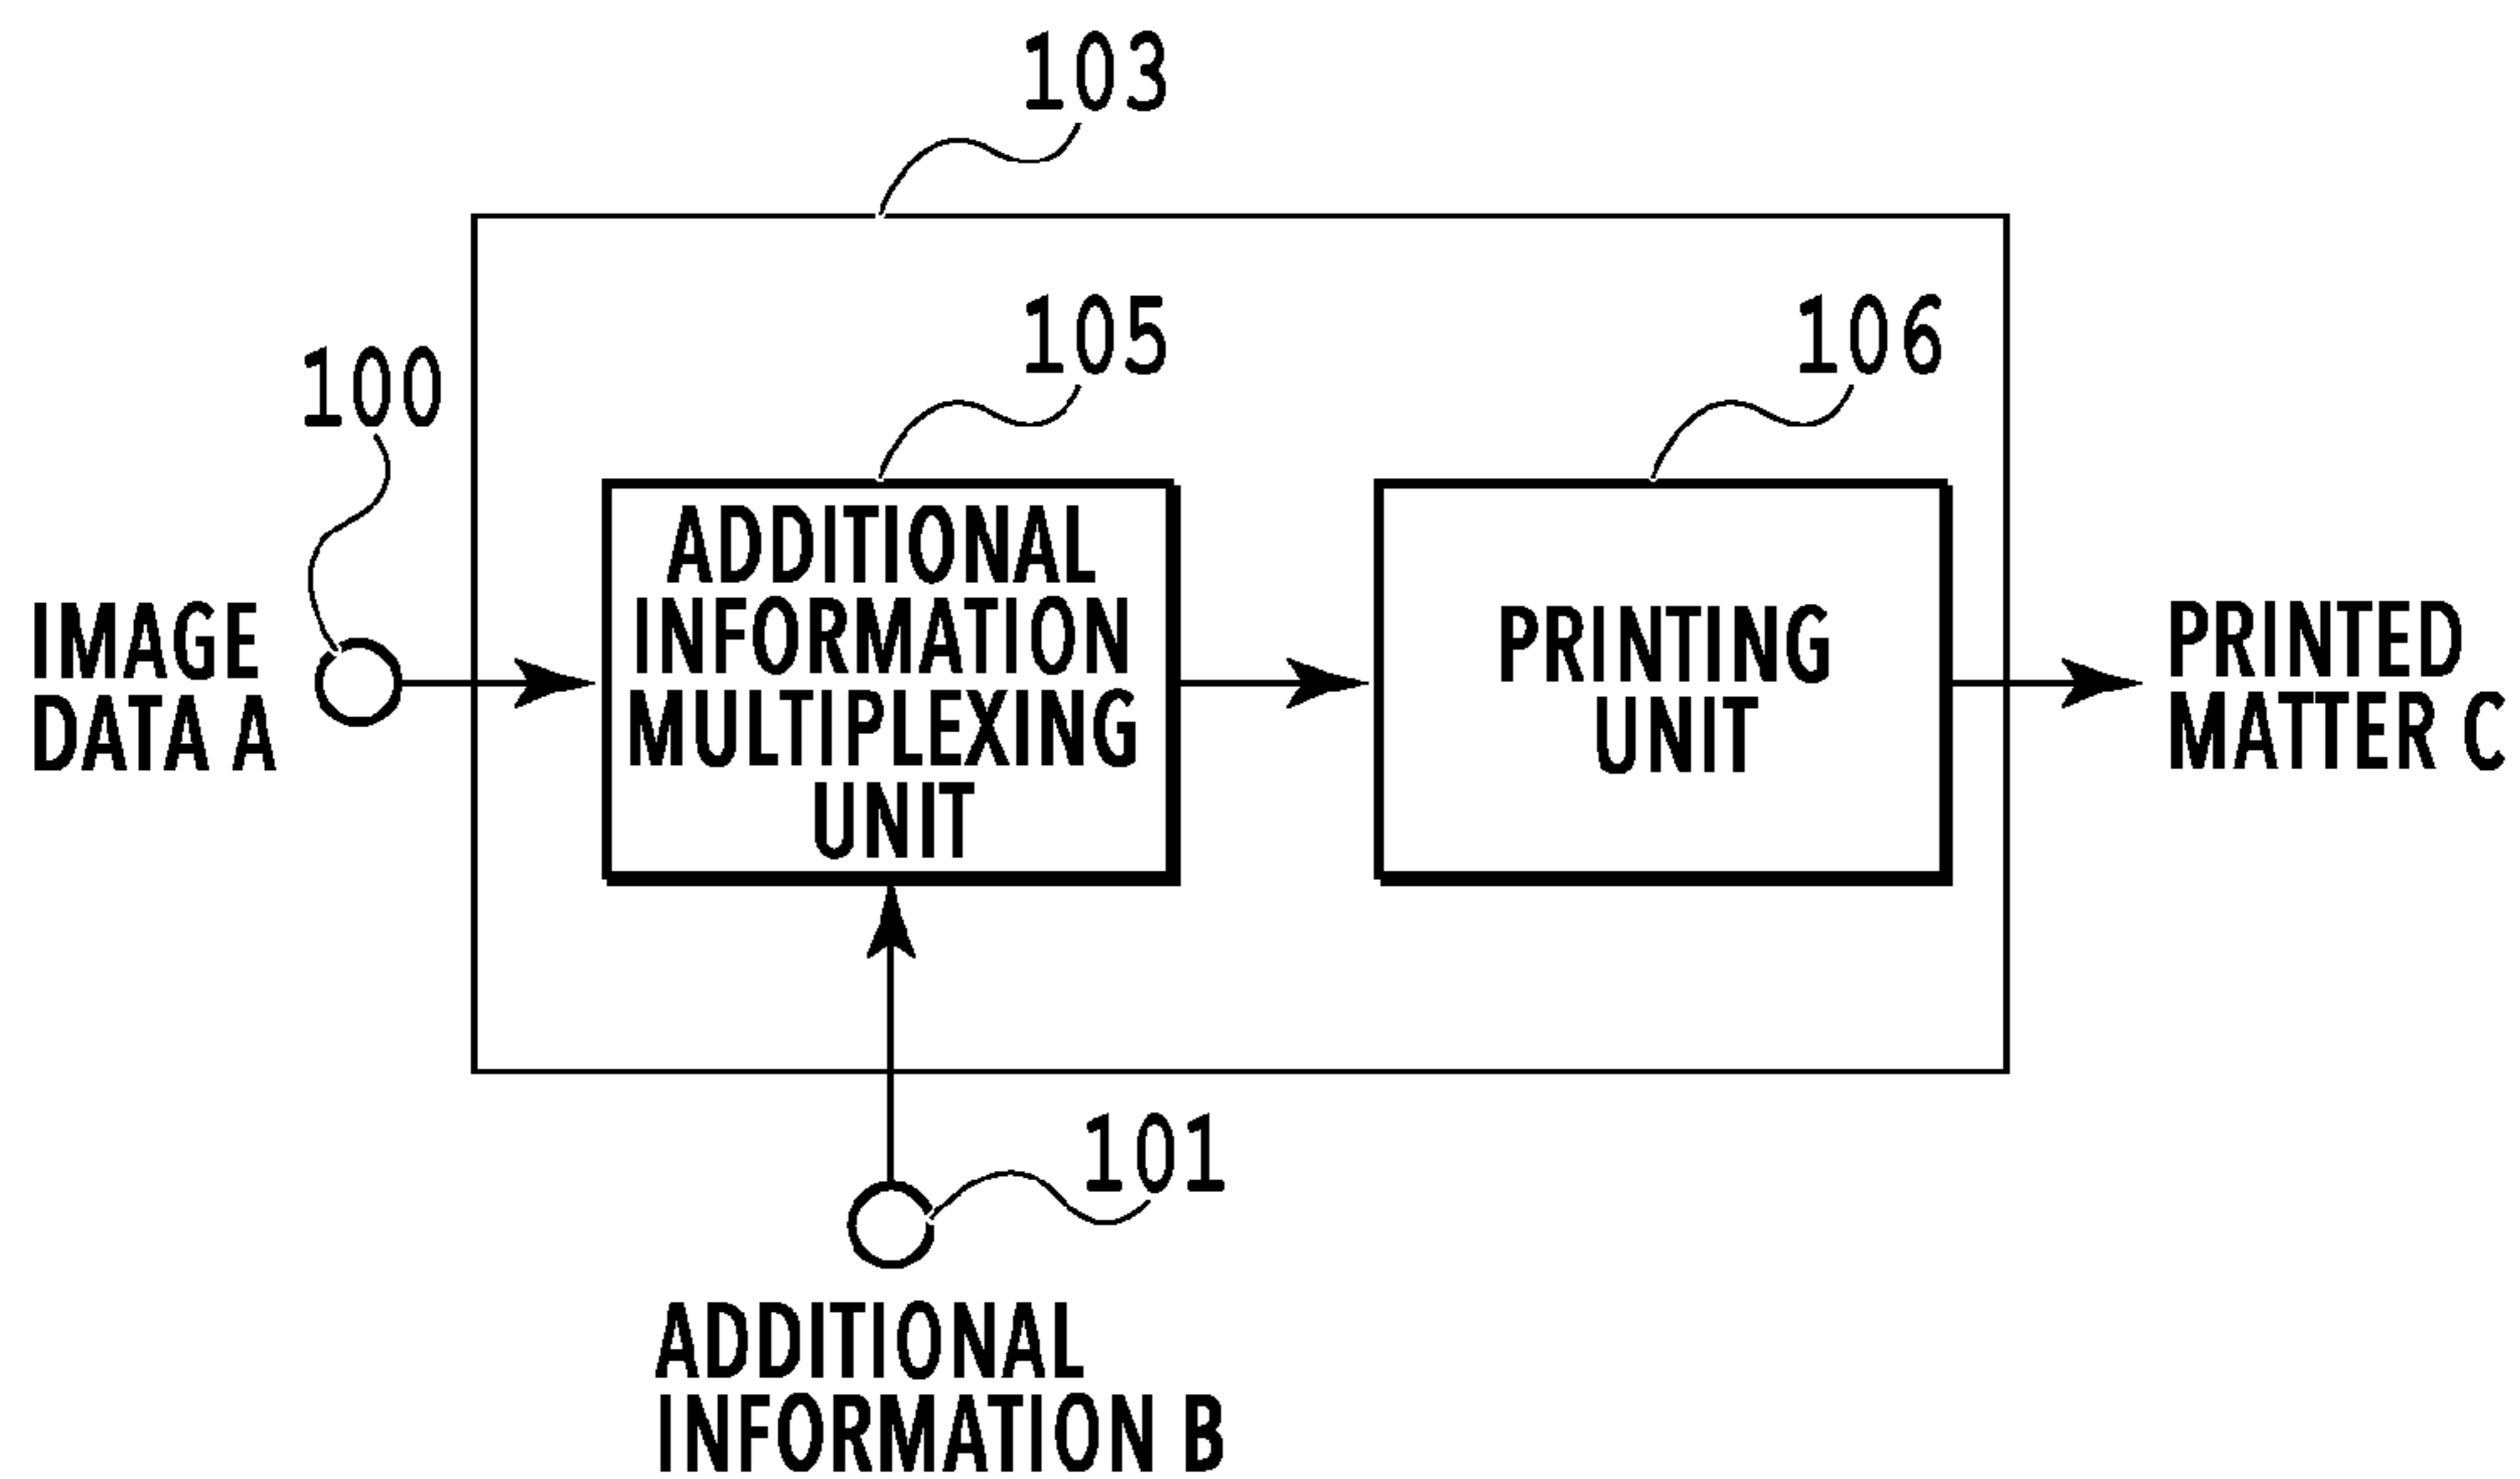 103
105
106
100
IMAGE
DATA A
ADDITIONAL
INFORMATION
MULTIPLEXING
UNIT
PRINTING
UNIT
PRINTED
MATTER C
101
ADDITIONAL
INFORMATION B